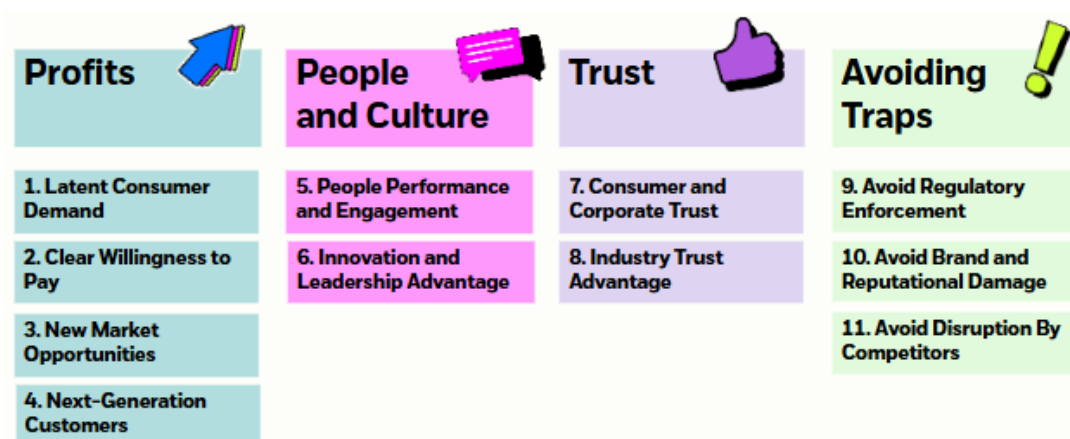 Profits
1. Latent Consumer
Demand
2. Clear Willingness to
Pay
3. New Market
Opportunities
4. Next-Generation
Customers
People
and Culture
5. People Performance
and Engagement
6. Innovation and
Leadership Advantage
Trust
7. Consumer and
Corporate Trust
8. Industry Trust
Advantage
Avoiding
Traps
9. Avoid Regulatory
Enforcement
10. Avoid Brand and
Reputational Damage
11. Avoid Disruption By
Competitors